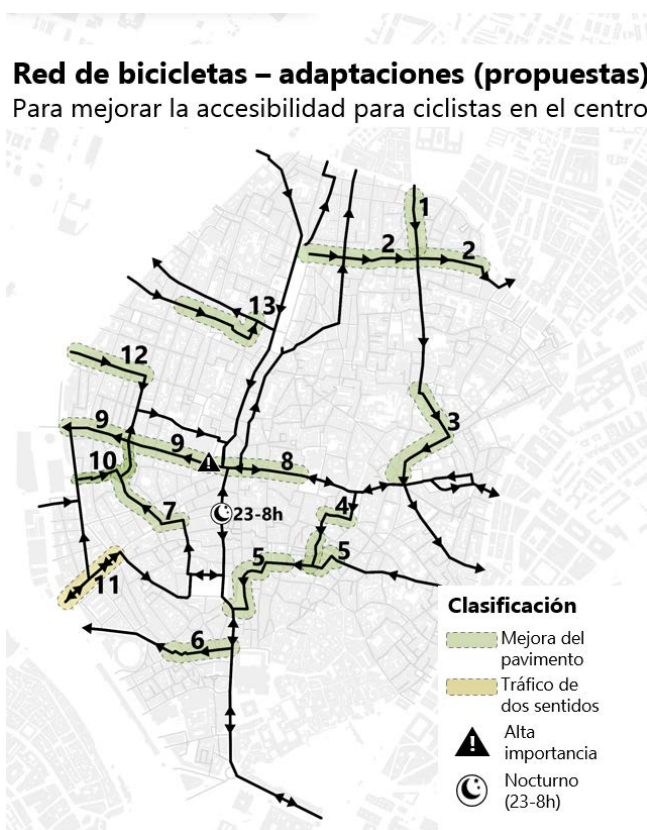 Red de bicicletas – adaptaciones (propuestas)
Para mejorar la accesibilidad para ciclistas en el centro
1
2
2
13
12
3
9
9
8
10
7
4
23-8h
5
5
11
6
Clasificación
Mejora del
pavimento
Tráfico de
dos sentidos
Alta
importancia
Nocturno
(23-8h)